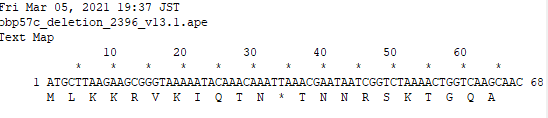 Fri Mar 05, 2021 19:37 JST
obp57c_deletion_2396_v13.1.ape
Text Map
10 20 30 40 50 60
* * * * * * * * * * * * *
1 ATGCTTAAGAAGCGGGTAAAAATACAAACAAATTAAACGAATAATCGGTCTAAAACTGGTCAAGCAAC 68
M L K K R V K I Q T N * T N N R S K T G Q A